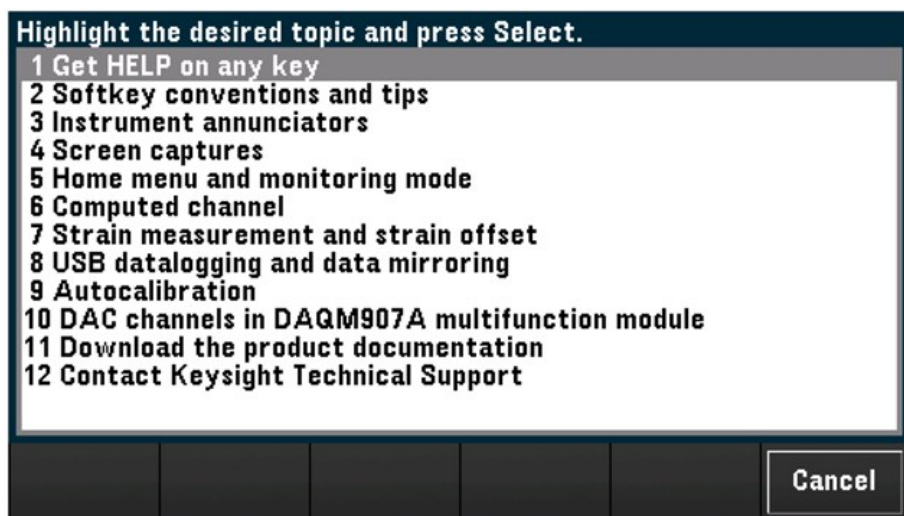 Highlight the desired topic and press Select.
1 Get HELP on any key
2 Softkey conventions and tips
3 Instrument annunciators
4 Screen captures
5 Home menu and monitoring mode
6 Computed channel
7 Strain measurement and strain offset
8 USB datalogging and data mirroring
9 Autocalibration
10 DAC channels in DAQM907A multifunction module
11 Download the product documentation
12 Contact Keysight Technical Support
Cancel